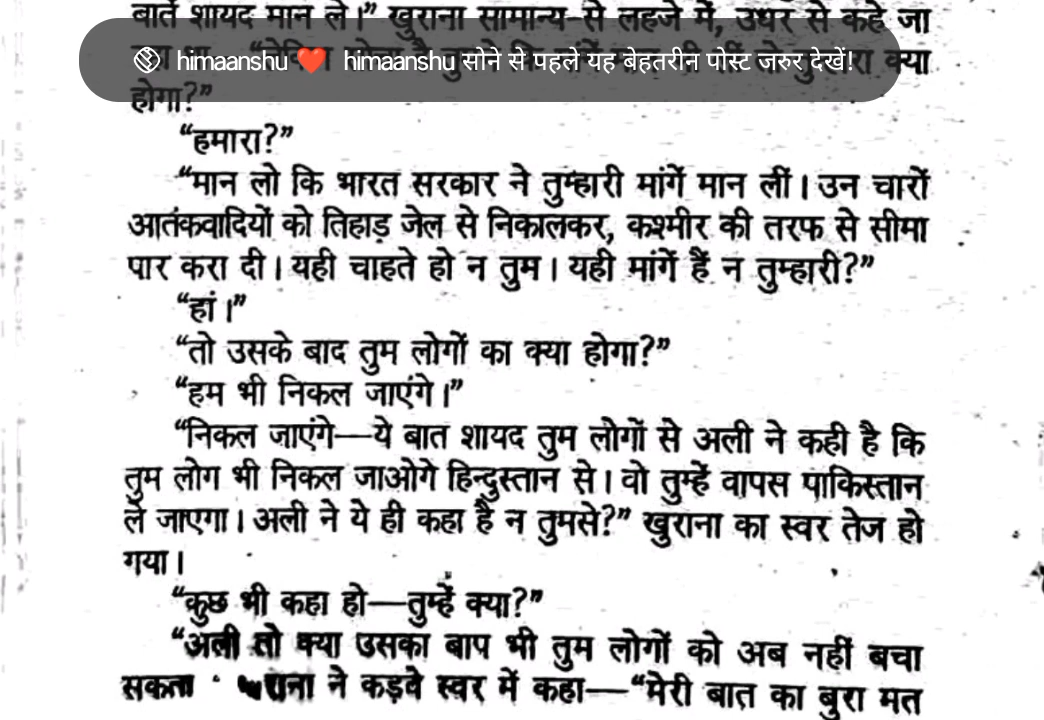 बातें शायद मान ले।” खुराना सामान्य-से लहजे में, उधर से कहे जा
himaanshu ❤️ himaanshu सोने से पहले यह बेहतरीन पोस्ट जरुर देखें!
क्या
होगा?”
“हमारा?”
“मान लो कि भारत सरकार ने तुम्हारी मांगें मान लीं। उन चारों
आतंकवादियों को तिहाड़ जेल से निकालकर, कश्मीर की तरफ से सीमा
पार करा दी। यही चाहते हो न तुम। यही मांगें हैं न तुम्हारी?”
“हां।”
“तो उसके बाद तुम लोगों का क्या होगा?”
“हम भी निकल जाएंगे।”
“निकल जाएंगे—ये बात शायद तुम लोगों से अली ने कही है कि
तुम लोग भी निकल जाओगे हिन्दुस्तान से। वो तुम्हें वापस पाकिस्तान
ले जाएगा। अली ने ये ही कहा है न तुमसे?” खुराना का स्वर तेज हो
गया।
“कुछ भी कहा हो—तुम्हें क्या?”
“अली तो क्या उसका बाप भी तुम लोगों को अब नहीं बचा
सकता ने कड़वे स्वर में कहा—“मेरी बात का बुरा मत